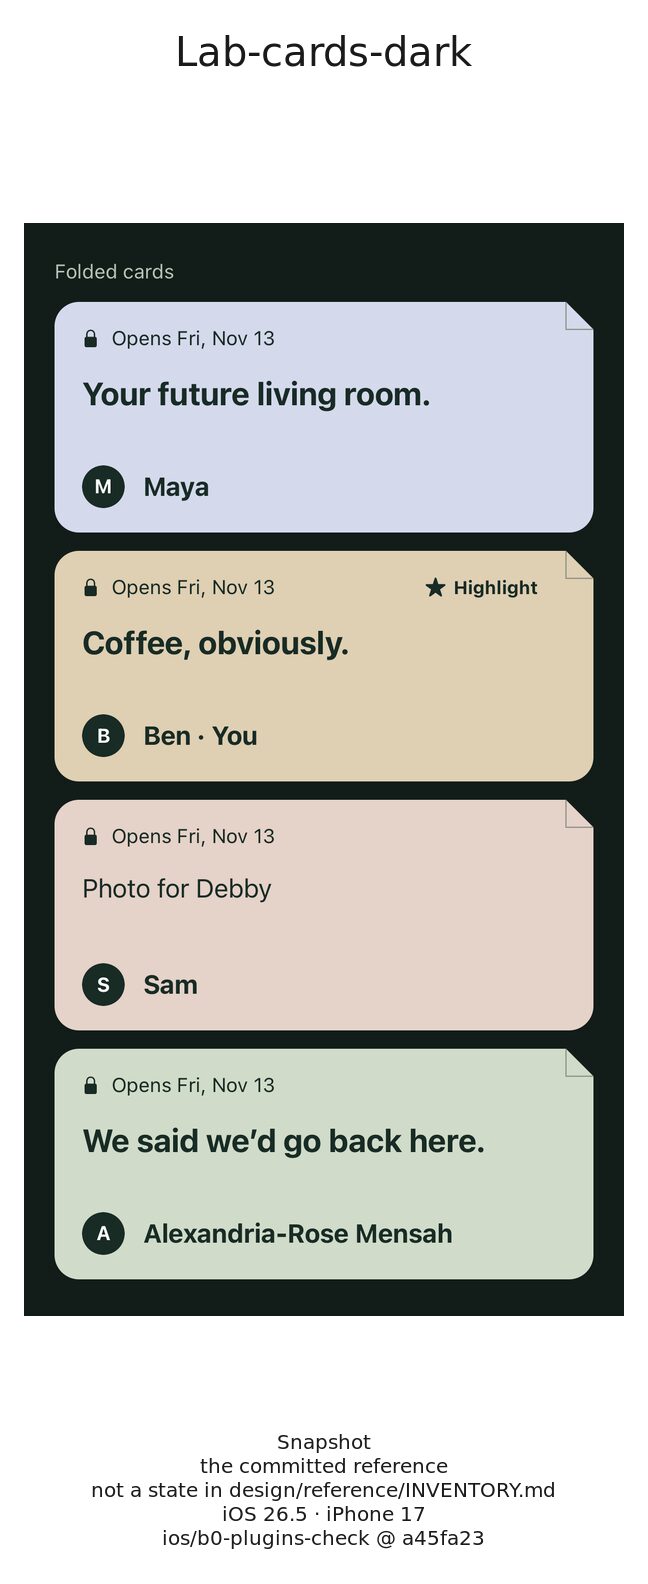 Lab-cards-dark
Folded cards
Opens Fri, Nov 13
Your future living room.
M Maya
Opens Fri, Nov 13 Highlight
Coffee, obviously.
B Ben · You
Opens Fri, Nov 13
Photo for Debby
S Sam
Opens Fri, Nov 13
We said we’d go back here.
A Alexandria-Rose Mensah
Snapshot
the committed reference
not a state in design/reference/INVENTORY.md
iOS 26.5 · iPhone 17
ios/b0-plugins-check @ a45fa23